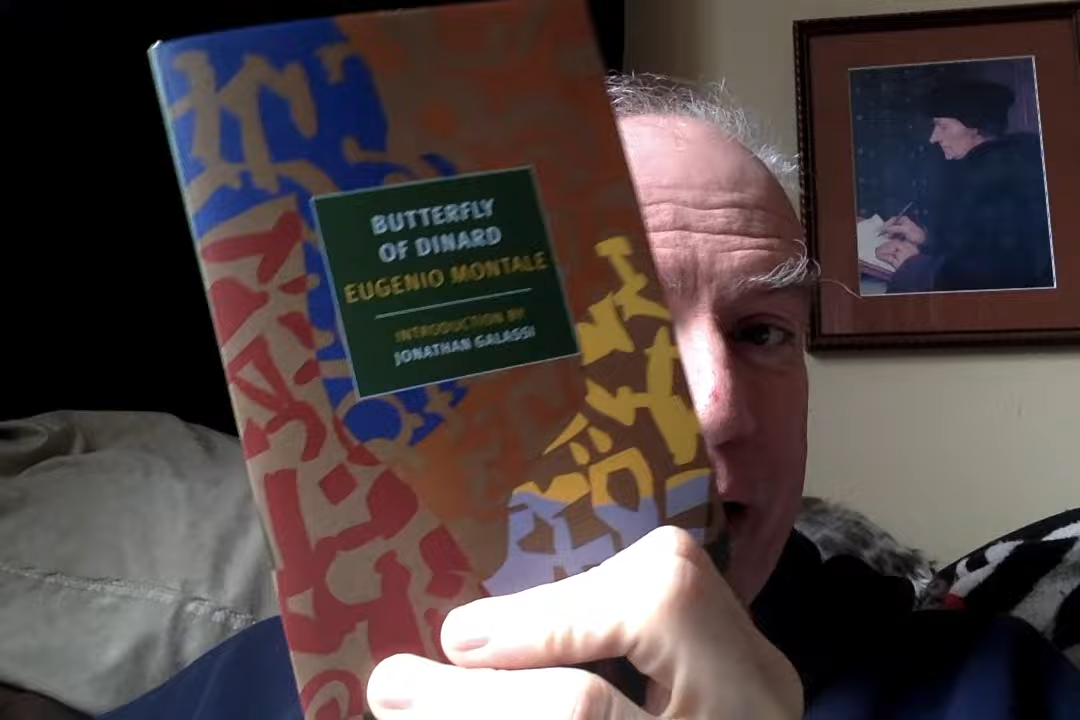 BUTTERFLY
OF DINARD
EUGENIO MONTALE
INTRODUCTION BY
JONATHAN GALASSI